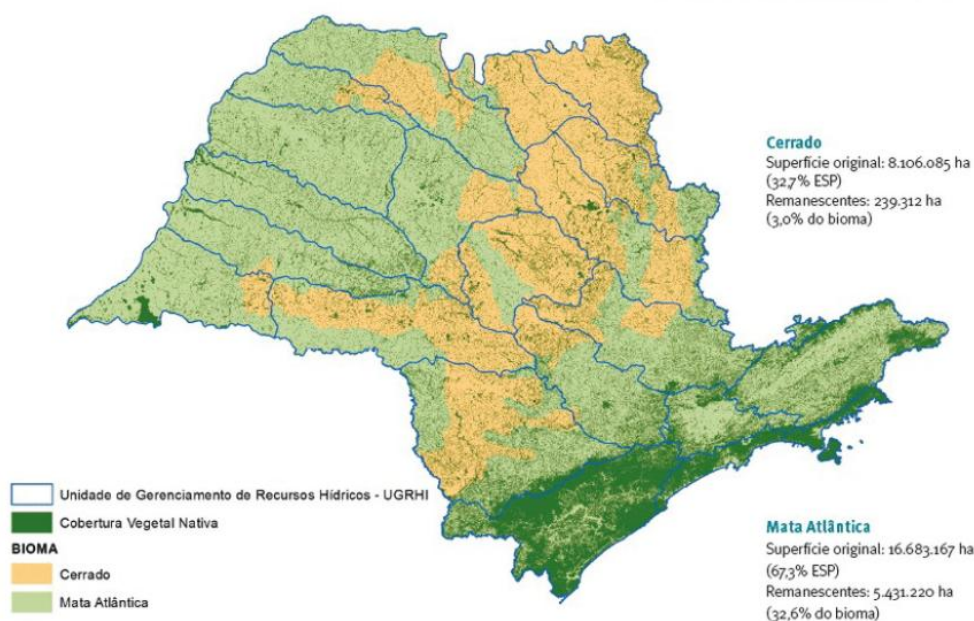 Cerrado
Superfície original: 8.106.085 ha
(32,7% ESP)
Remanescentes: 239.312 ha
(3,0% do bioma)
Unidade de Gerenciamento de Recursos Hídricos - UGRHI
Cobertura Vegetal Nativa
BIOMA
Cerrado
Mata Atlântica
Mata Atlântica
Superfície original: 16.683.167 ha
(67,3% ESP)
Remanescentes: 5.431.220 ha
(32,6% do bioma)